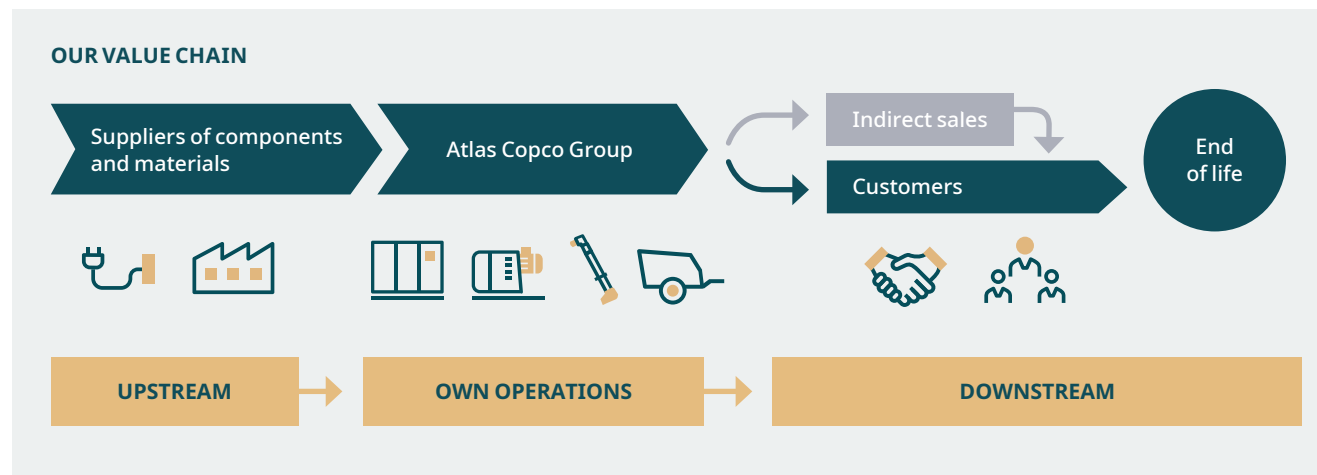 OUR VALUE CHAIN
Suppliers of components
and materials
Atlas Copco Group
Indirect sales
Customers
End
of life
UPSTREAM
OWN OPERATIONS
DOWNSTREAM